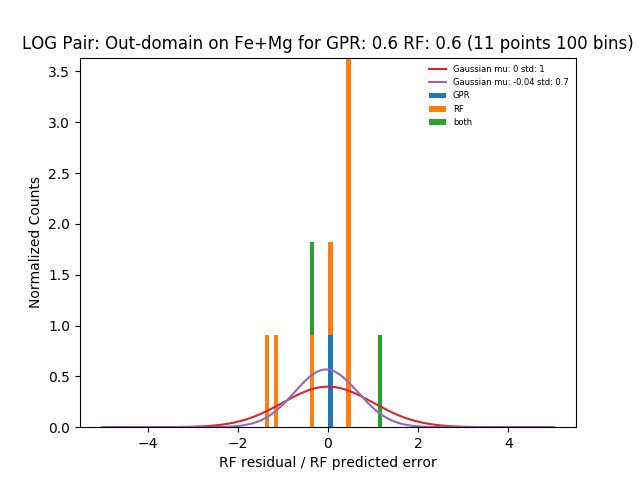 LOG Pair: Out-domain on Fe+Mg for GPR: 0.6 RF: 0.6 (11 points 100 bins)
Gaussian mu: 0 std: 1
Gaussian mu: -0.04 std: 0.7
GPR
RF
both
Normalized Counts
3.5
3.0
2.5
2.0
1.5
1.0
0.5
0.0
−4
−2
0
2
4
RF residual / RF predicted error